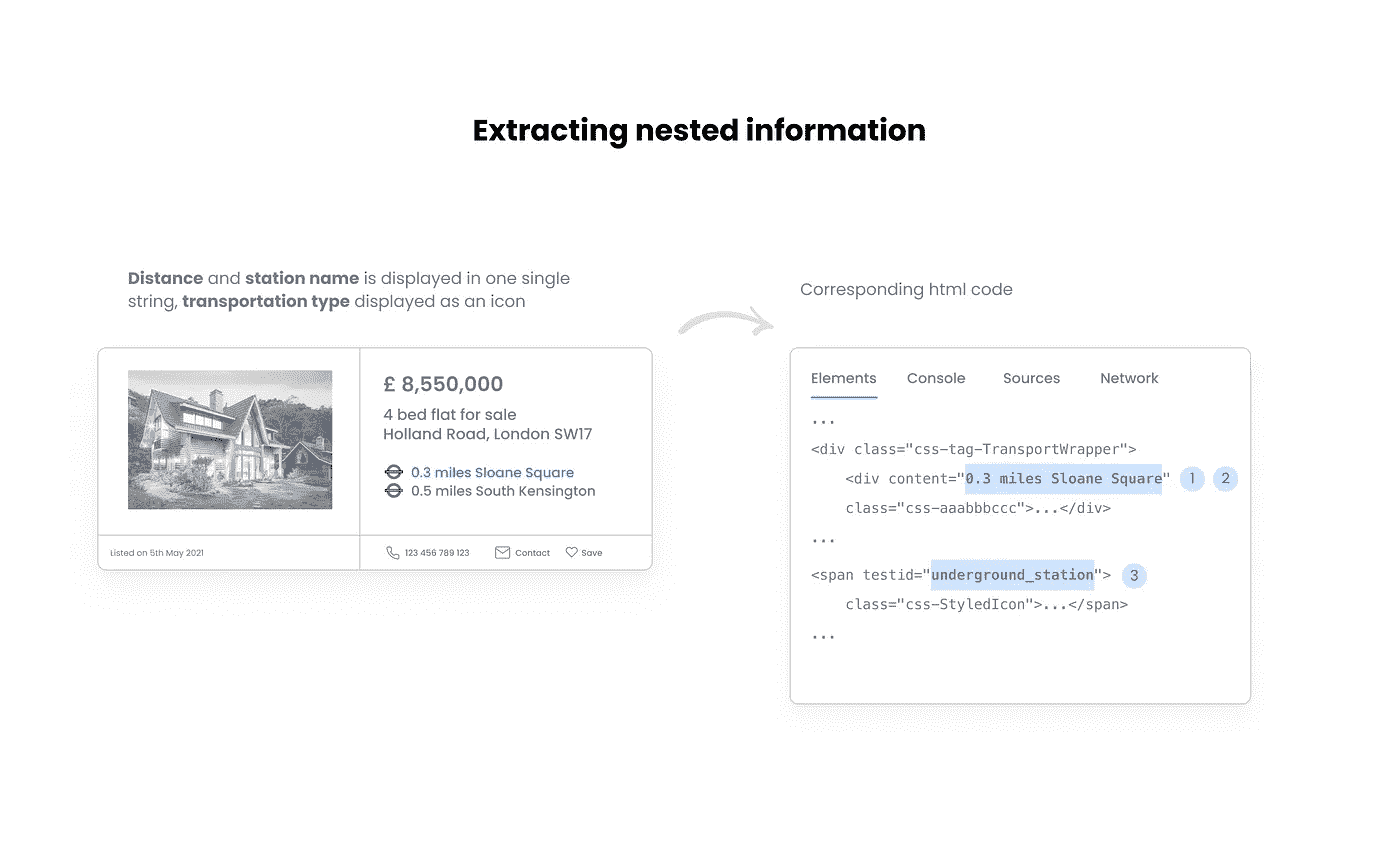 Extracting nested information
Distance and station name is displayed in one single
string, transportation type displayed as an icon
£ 8,550,000
4 bed flat for sale
Holland Road, London SW17
0.3 miles Sloane Square
0.5 miles South Kensington
Listed on 5th May 2021
123 456 789 123
Contact
Save
Corresponding html code
Elements Console Sources Network
...
<div class="css-tag-TransportWrapper">
<div content="0.3 miles Sloane Square" 1 2
class="css-aaabbbccc">...</div>
...
<span testid="underground_station"> 3
class="css-StyledIcon">...</span>
...